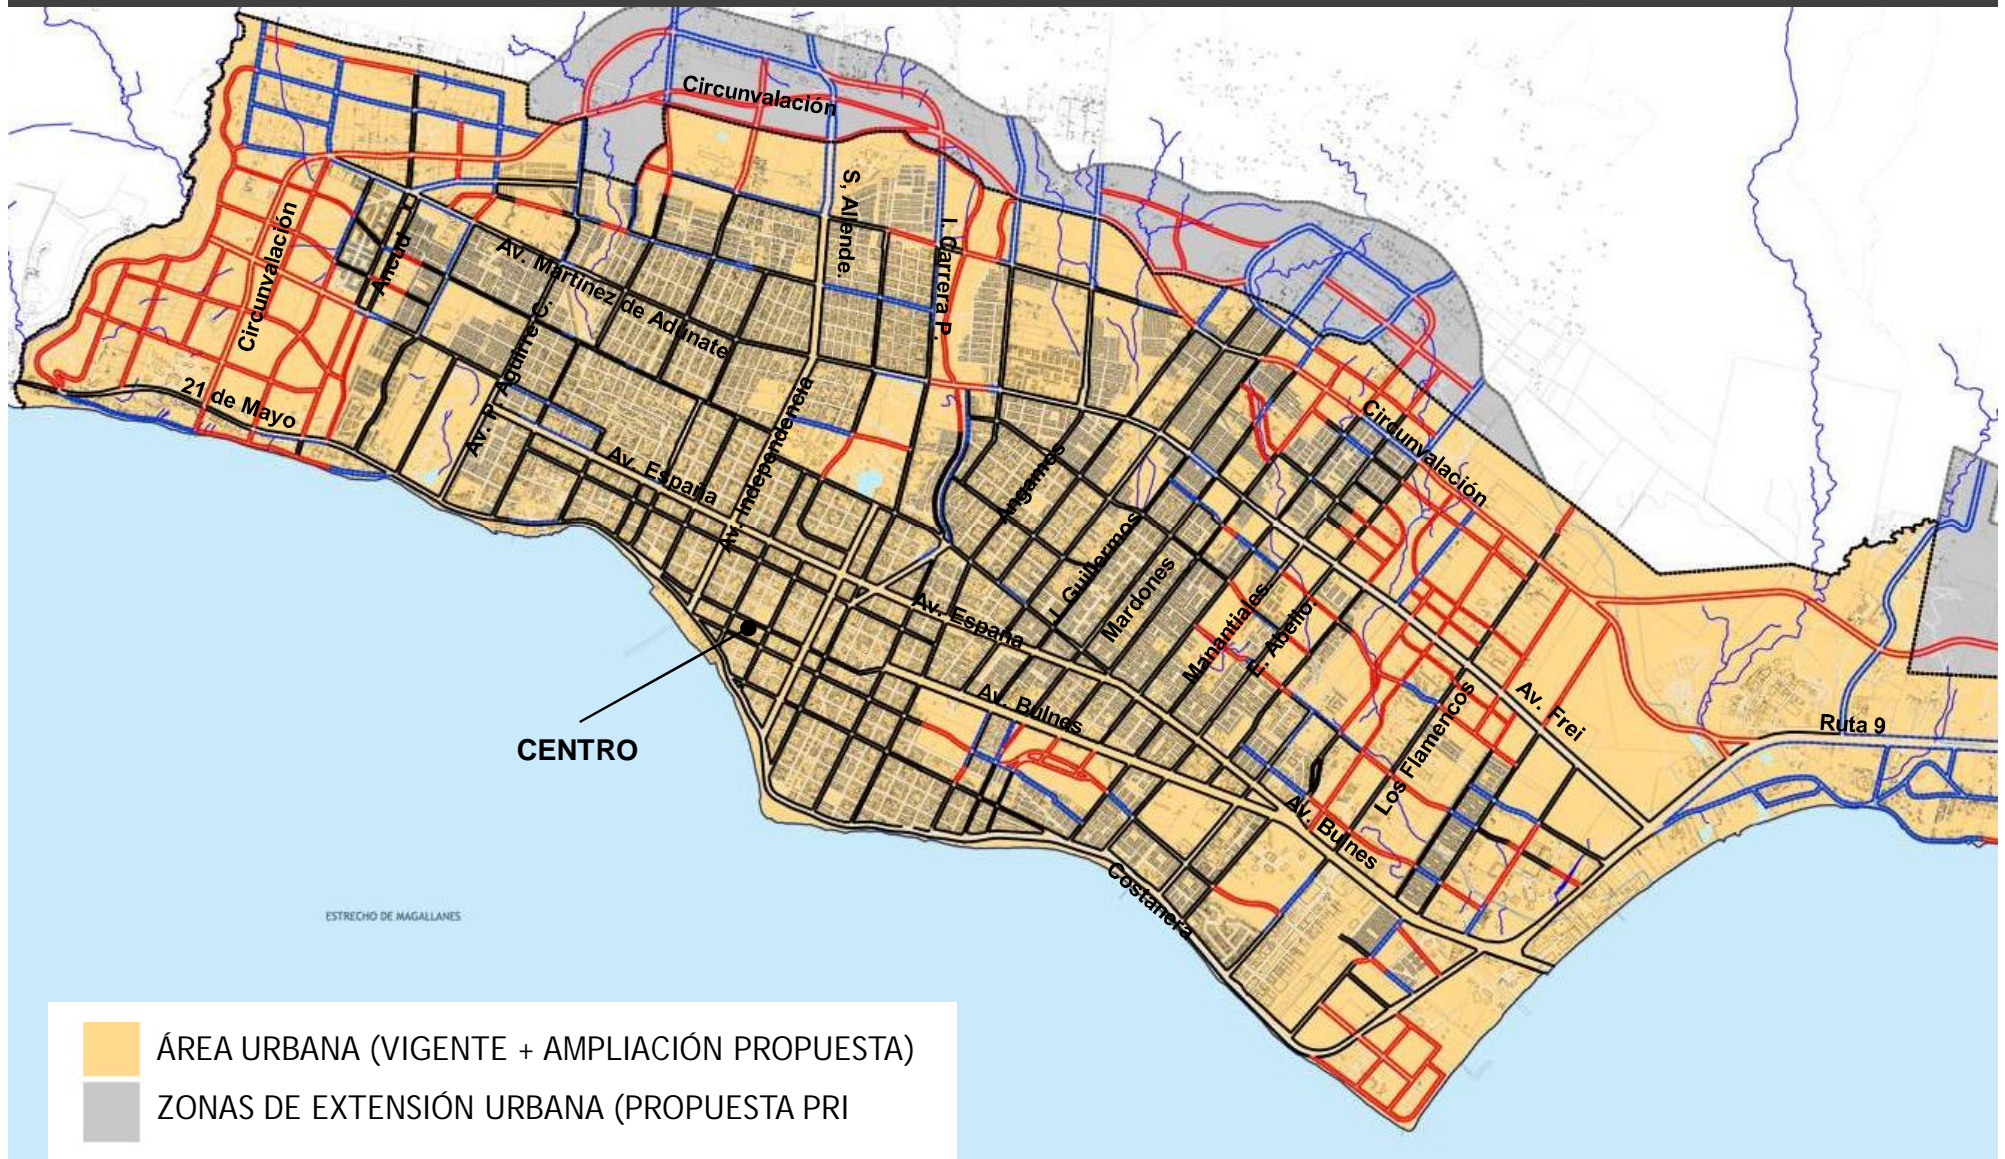 Circunvalación
S, Allende.
I. Carrera P.
Circunvalación
Ancud
Av. Martínez de Adunate
21 de Mayo
Av. P. Aguirre C.
Av. España
Av. Independencia
Angamos
Circunvalación
J. Guillermos
Mardones
Manantiales
E. Abello.
Av. España
Av. Bulnes
Los Flamencos
Av. Frei
Ruta 9
CENTRO
Av. Bulnes
Costanera
ESTRECHO DE MAGALLANES
ÁREA URBANA (VIGENTE + AMPLIACIÓN PROPUESTA)
ZONAS DE EXTENSIÓN URBANA (PROPUESTA PRI